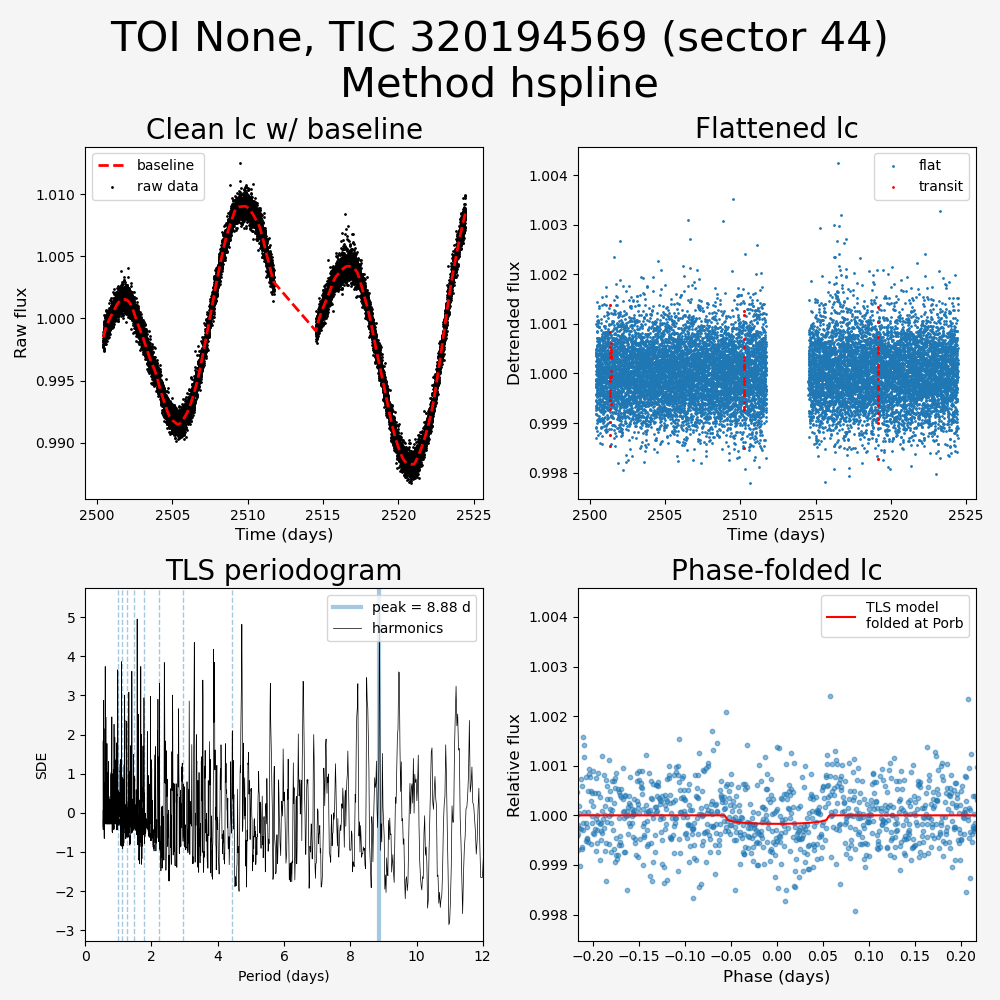 TOI None, TIC 320194569 (sector 44)
Method hspline
Clean lc w/ baseline
baseline
raw data
1.010
1.005
1.000
0.995
0.990
Raw flux
2500
2505
2510
2515
2520
2525
Time (days)
Flattened lc
flat
transit
1.004
1.003
1.002
1.001
1.000
0.999
0.998
Detrended flux
2500
2505
2510
2515
2520
2525
Time (days)
TLS periodogram
peak = 8.88 d
harmonics
5
4
3
2
1
0
−1
−2
−3
SDE
0
2
4
6
8
10
12
Period (days)
Phase-folded lc
TLS model
folded at Porb
1.004
1.003
1.002
1.001
1.000
0.999
0.998
Relative flux
−0.20
−0.15
−0.10
−0.05
0.00
0.05
0.10
0.15
0.20
Phase (days)